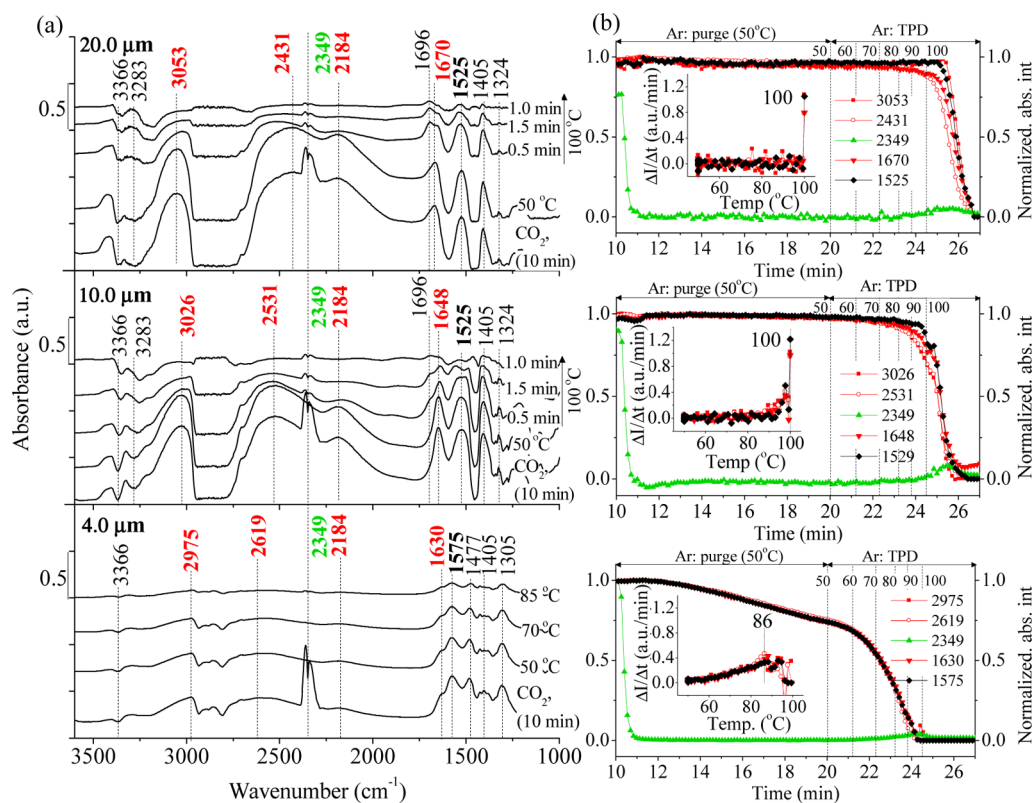 (a)
20.0 µm
3366
3283
3053
2431
2349
2184
1696
1670
1525
1405
1324
0.5
1.0 min
1.5 min
0.5 min
100°C
50 °C
CO2,
(10 min)
10.0 µm
3366
3283
3026
2531
2349
2184
1696
1648
1525
1405
1324
0.5
1.0 min
1.5 min
0.5 min
100°C
50 °C
CO2,
(10 min)
4.0 µm
3366
2975
2619
2349
2184
1630
1575
1477
1405
1305
0.5
85 °C
70 °C
50 °C
CO2,
(10 min)
Absorbance (a.u.)
3500 3000 2500 2000 1500 1000
Wavenumber (cm-1)
(b)
Ar: purge (50°C)
Ar: TPD
50 60 70 80 90 100
1.0
0.5
0.0
1.0
0.5
0.0
Normalized. abs. int
ΔI/Δt (a.u./min)
-1.2
-0.8
-0.4
0.0
100
60 80 100
Temp (°C)
3053
2431
2349
1670
1525
10 12 14 16 18 20 22 24 26
Time (min)
Ar: purge (50°C)
Ar: TPD
50 60 70 80 90 100
1.0
0.5
0.0
1.0
0.5
0.0
Normalized. abs. int
ΔI/Δt (a.u./min)
-1.2
-0.8
-0.4
0.0
100
60 80 100
Temp (°C)
3026
2531
2349
1648
1529
10 12 14 16 18 20 22 24 26
Time (min)
Ar: purge (50°C)
Ar: TPD
50 60 70 80 90 100
1.0
0.5
0.0
1.0
0.5
0.0
Normalized. abs. int
ΔI/Δt (a.u./min)
-1.2
-0.8
-0.4
0.0
86
60 80 100
Temp. (°C)
2975
2619
2349
1630
1575
10 12 14 16 18 20 22 24 26
Time (min)